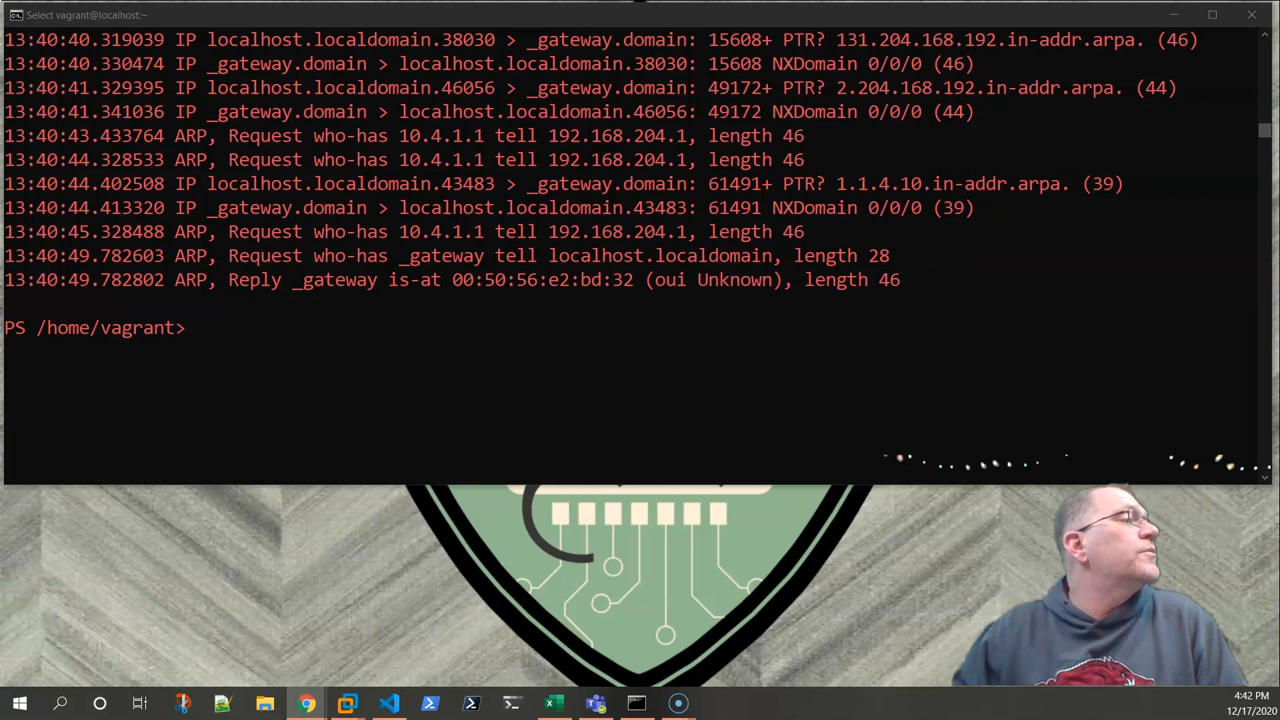 Select vagrant@localhost:~
13:40:40.319039 IP localhost.localdomain.38030 > _gateway.domain: 15608+ PTR? 131.204.168.192.in-addr.arpa. (46)
13:40:40.330474 IP _gateway.domain > localhost.localdomain.38030: 15608 NXDomain 0/0/0 (46)
13:40:41.329395 IP localhost.localdomain.46056 > _gateway.domain: 49172+ PTR? 2.204.168.192.in-addr.arpa. (44)
13:40:41.341036 IP _gateway.domain > localhost.localdomain.46056: 49172 NXDomain 0/0/0 (44)
13:40:43.433764 ARP, Request who-has 10.4.1.1 tell 192.168.204.1, length 46
13:40:44.328533 ARP, Request who-has 10.4.1.1 tell 192.168.204.1, length 46
13:40:44.402508 IP localhost.localdomain.43483 > _gateway.domain: 61491+ PTR? 1.1.4.10.in-addr.arpa. (39)
13:40:44.413320 IP _gateway.domain > localhost.localdomain.43483: 61491 NXDomain 0/0/0 (39)
13:40:45.328488 ARP, Request who-has 10.4.1.1 tell 192.168.204.1, length 46
13:40:49.782603 ARP, Request who-has _gateway tell localhost.localdomain, length 28
13:40:49.782802 ARP, Reply _gateway is-at 00:50:56:e2:bd:32 (oui Unknown), length 46
PS /home/vagrant>
4:42 PM
12/17/2020